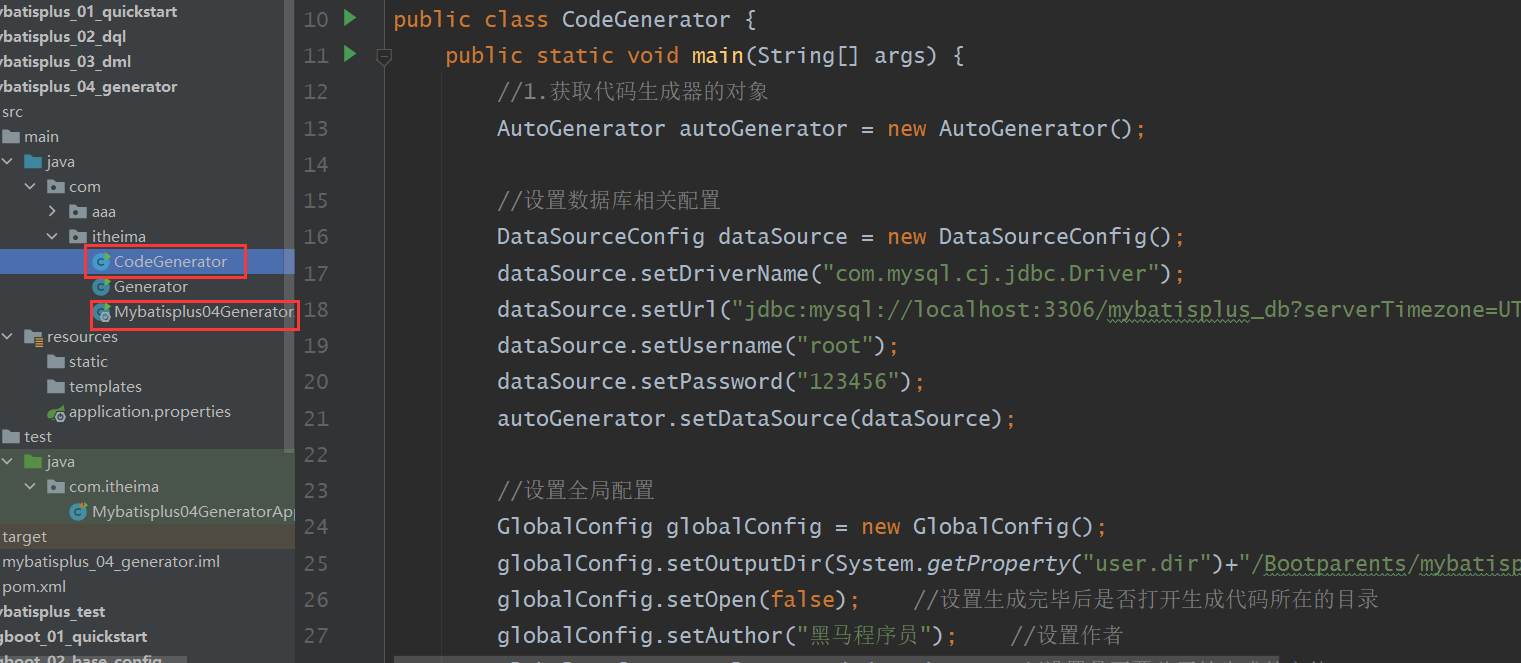 ybatisplus_01_quickstart
ybatisplus_02_dql
ybatisplus_03_dml
ybatisplus_04_generator
src
main
java
com
aaa
itheima
CodeGenerator
Generator
Mybatisplus04Generator
resources
static
templates
application.properties
test
java
com.itheima
Mybatisplus04GeneratorApp
target
mybatisplus_04_generator.iml
pom.xml
ybatisplus_test
gboot_01_quickstart
gboot_02_base_config
10 public class CodeGenerator {
11 public static void main(String[] args) {
12 //1.获取代码生成器的对象
13 AutoGenerator autoGenerator = new AutoGenerator();
14
15 //设置数据库相关配置
16 DataSourceConfig dataSource = new DataSourceConfig();
17 dataSource.setDriverName("com.mysql.cj.jdbc.Driver");
18 dataSource.setUrl("jdbc:mysql://localhost:3306/mybatisplus_db?serverTimezone=UT
19 dataSource.setUsername("root");
20 dataSource.setPassword("123456");
21 autoGenerator.setDataSource(dataSource);
22
23 //设置全局配置
24 GlobalConfig globalConfig = new GlobalConfig();
25 globalConfig.setOutputDir(System.getProperty("user.dir")+"/Bootparents/mybatisp
26 globalConfig.setOpen(false); //设置生成完毕后是否打开生成代码所在的目录
27 globalConfig.setAuthor("黑马程序员"); //设置作者